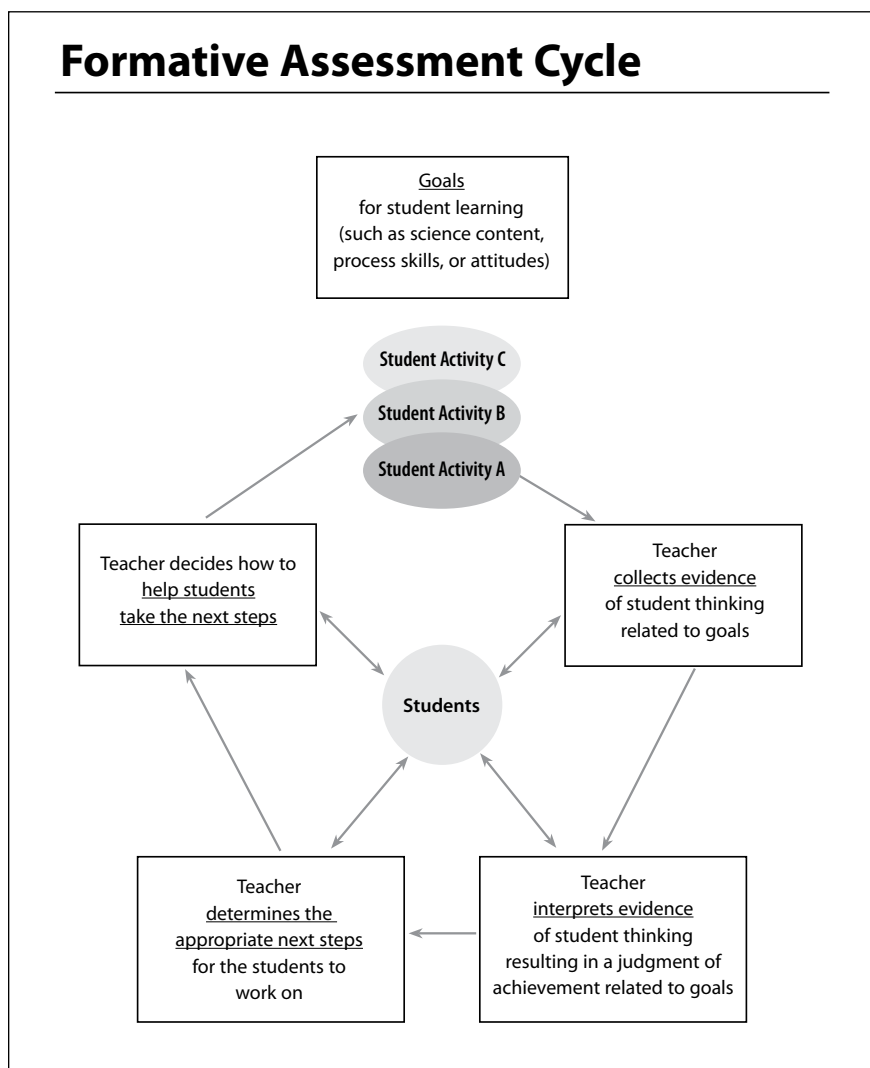 Formative Assessment Cycle
Goals
for student learning
(such as science content,
process skills, or attitudes)
Student Activity C
Student Activity B
Student Activity A
Teacher decides how to
help students
take the next steps
Teacher
collects evidence
of student thinking
related to goals
Students
Teacher
determines the
appropriate next steps
for the students to
work on
Teacher
interprets evidence
of student thinking
resulting in a judgment of
achievement related to goals